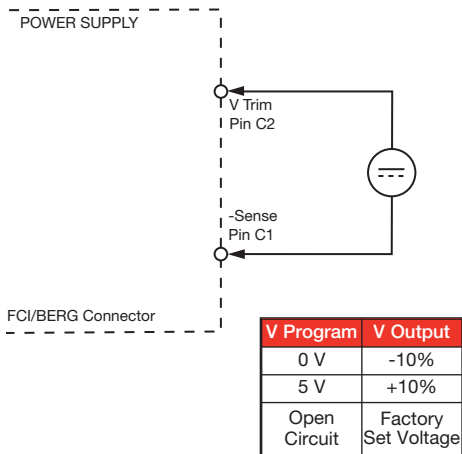 POWER SUPPLY
V Trim
Pin C2
-Sense
Pin C1
FCI/BERG Connector
V Program V Output
0 V -10%
5 V +10%
Open Circuit Factory Set Voltage